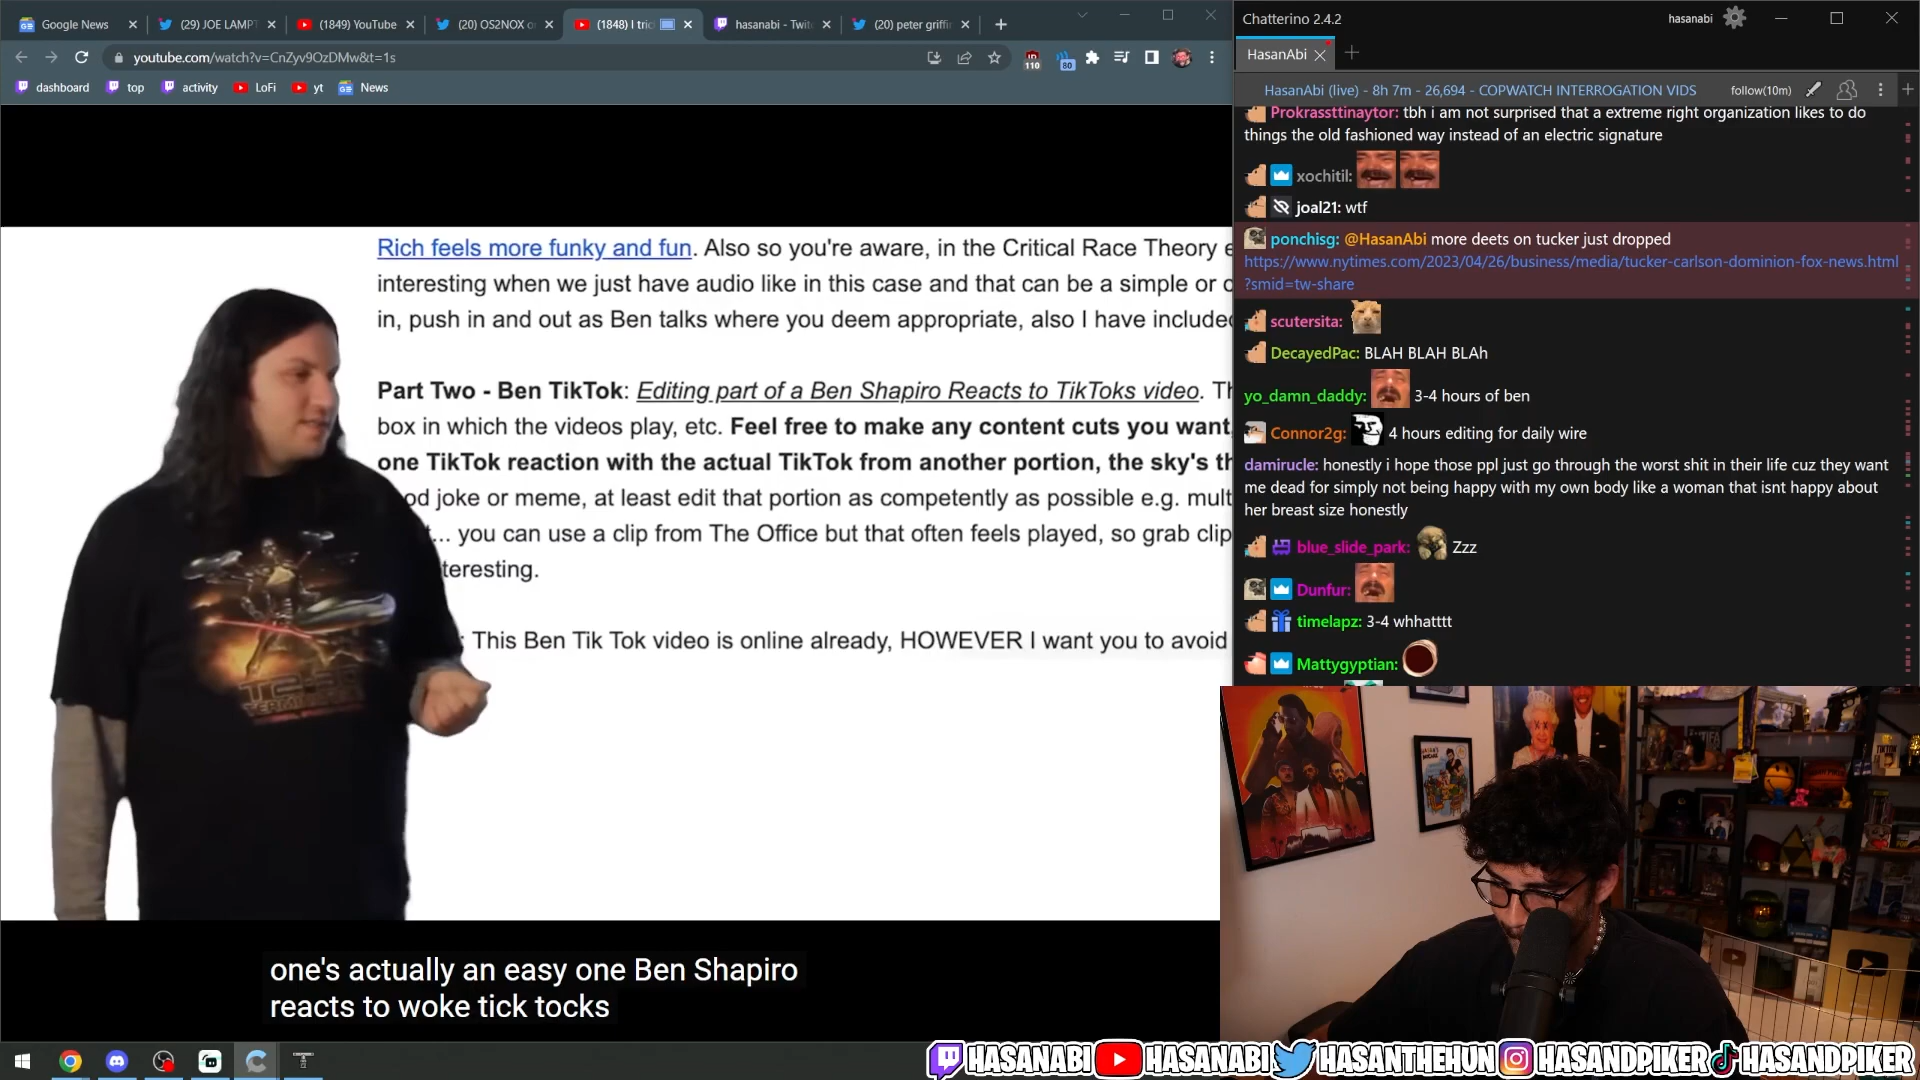 Google News
(29) JOE LAMPT
(1849) YouTube
(20) OS2NOX o
(1848) I tric
hasanabi - Twitc
(20) peter griffi
youtube.com/watch?v=CnZyv9OzDMw&t=1s
110
80
dashboard
top
activity
LoFi
yt
News
Rich feels more funky and fun. Also so you're aware, in the Critical Race Theory e
interesting when we just have audio like in this case and that can be a simple or c
in, push in and out as Ben talks where you deem appropriate, also I have included
Part Two - Ben TikTok: Editing part of a Ben Shapiro Reacts to TikToks video. Th
box in which the videos play, etc. Feel free to make any content cuts you want,
one TikTok reaction with the actual TikTok from another portion, the sky's th
od joke or meme, at least edit that portion as competently as possible e.g. mult
... you can use a clip from The Office but that often feels played, so grab clip
teresting.
: This Ben Tik Tok video is online already, HOWEVER I want you to avoid
one's actually an easy one Ben Shapiro
reacts to woke tick tocks
Chatterino 2.4.2
hasanabi
HasanAbi
HasanAbi (live) - 8h 7m - 26,694 - COPWATCH INTERROGATION VIDS
follow(10m)
Prokrassttinaytor: tbh i am not surprised that a extreme right organization likes to do
things the old fashioned way instead of an electric signature
xochitil:
joal21: wtf
ponchisg: @HasanAbi more deets on tucker just dropped
https://www.nytimes.com/2023/04/26/business/media/tucker-carlson-dominion-fox-news.html
?smid=tw-share
scutersita:
DecayedPac: BLAH BLAH BLAh
yo_damn_daddy: 3-4 hours of ben
Connor2g: 4 hours editing for daily wire
damirucle: honestly i hope those ppl just go through the worst shit in their life cuz they want
me dead for simply not being happy with my own body like a woman that isnt happy about
her breast size honestly
blue_slide_park: Zzz
Dunfur:
timelapz: 3-4 whhatttt
Mattygyptian:
HASANABI
HASANABI
HASANTHEHUN
HASANDPIKER
HASANDPIKER